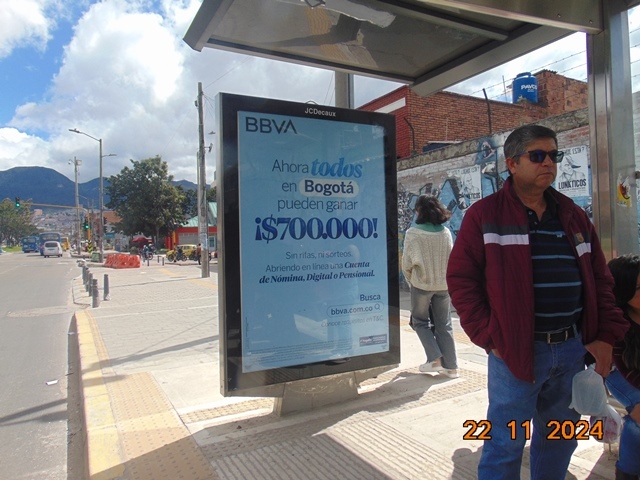 JCDecaux
BBVA
Ahora todos
en Bogotá
pueden ganar
¡$700.000!
Sin rifas, ni sorteos.
Abriendo en línea una Cuenta
de Nómina, Digital o Pensional.
Busca
bbva.com.co
LUNÁTICOS
22 11 2024